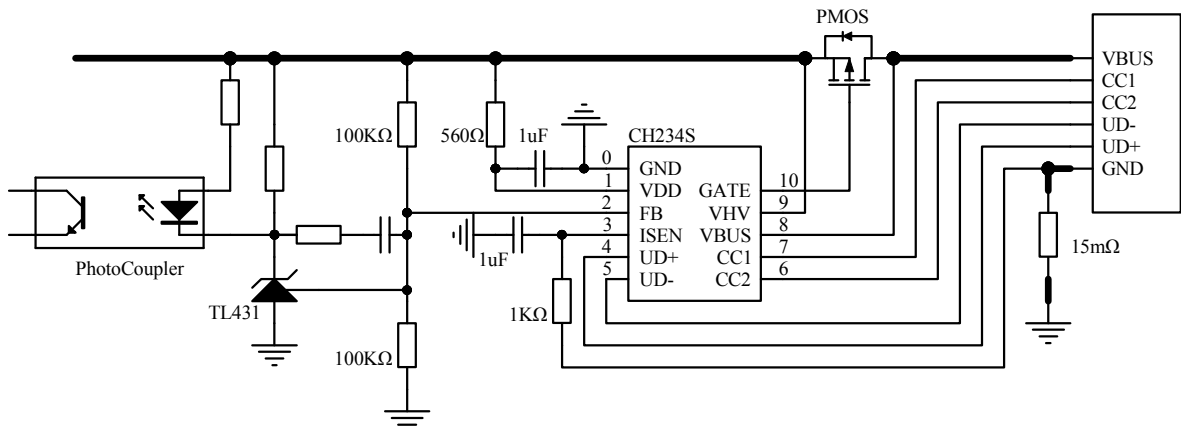 PMOS
VBUS
CC1
CC2
UD-
UD+
GND
100KΩ
560Ω
1uF
CH234S
0
GND
1
VDD
2
FB
3
ISEN
4
UD+
5
UD-
GATE
10
VHV
9
VBUS
8
CC1
7
CC2
6
1uF
15mΩ
PhotoCoupler
TL431
1KΩ
100KΩ